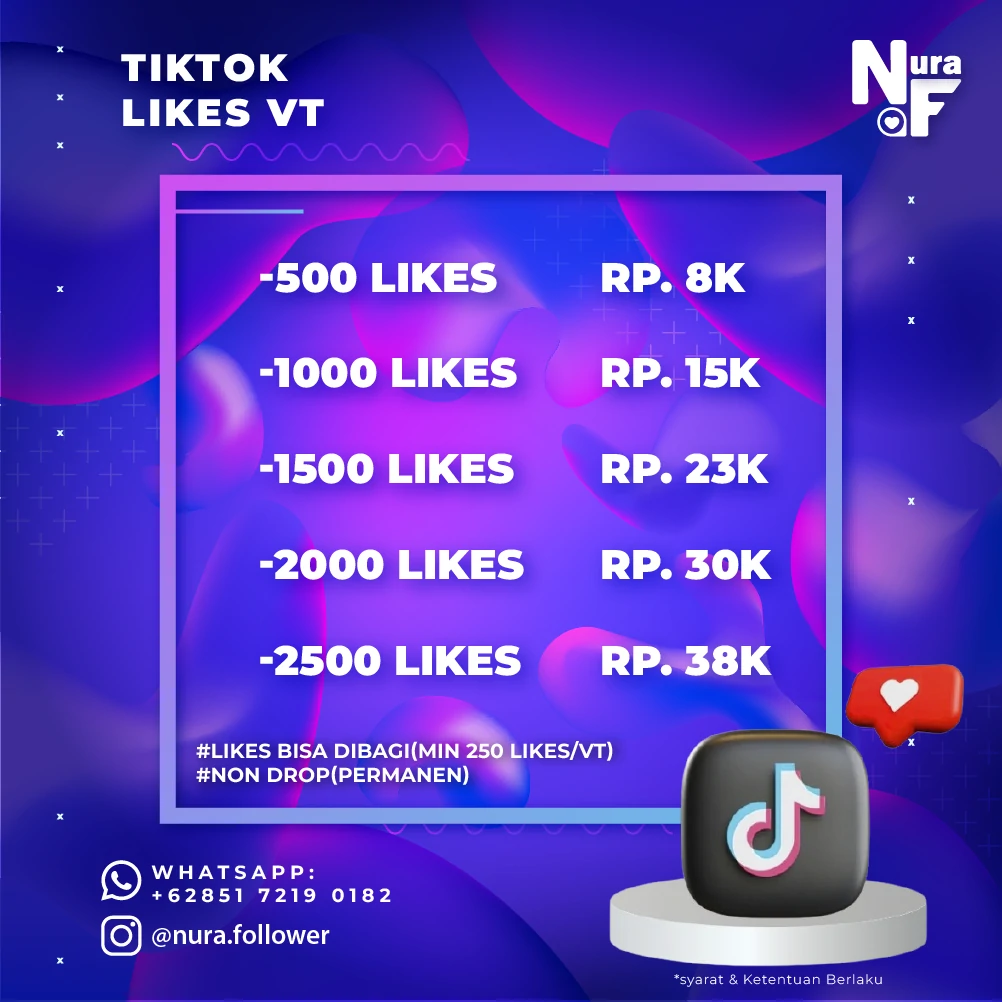 TIKTOK
LIKES VT
Nura
F
-500 LIKES RP. 8K
-1000 LIKES RP. 15K
-1500 LIKES RP. 23K
-2000 LIKES RP. 30K
-2500 LIKES RP. 38K
#LIKES BISA DIBAGI(MIN 250 LIKES/VT)
#NON DROP(PERMANEN)
WHATSAPP:
+62851 7219 0182
@nura.follower
*syarat & Ketentuan Berlaku